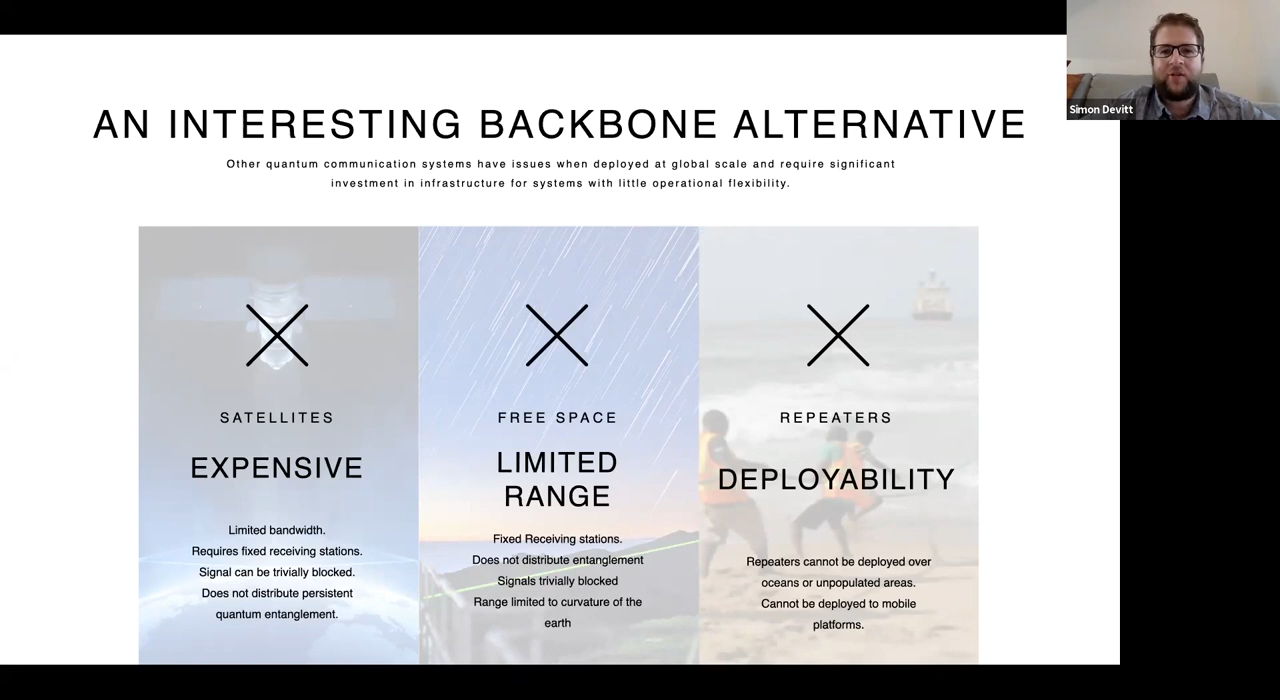 Simon Devitt
AN INTERESTING BACKBONE ALTERNATIVE
Other quantum communication systems have issues when deployed at global scale and require significant
investment in infrastructure for systems with little operational flexibility.
SATELLITES
EXPENSIVE
Limited bandwidth.
Requires fixed receiving stations.
Signal can be trivially blocked.
Does not distribute persistent
quantum entanglement.
FREE SPACE
LIMITED
RANGE
Fixed Receiving stations.
Does not distribute entanglement
Signals trivially blocked
Range limited to curvature of the
earth
REPEATERS
DEPLOYABILITY
Repeaters cannot be deployed over
oceans or unpopulated areas.
Cannot be deployed to mobile
platforms.